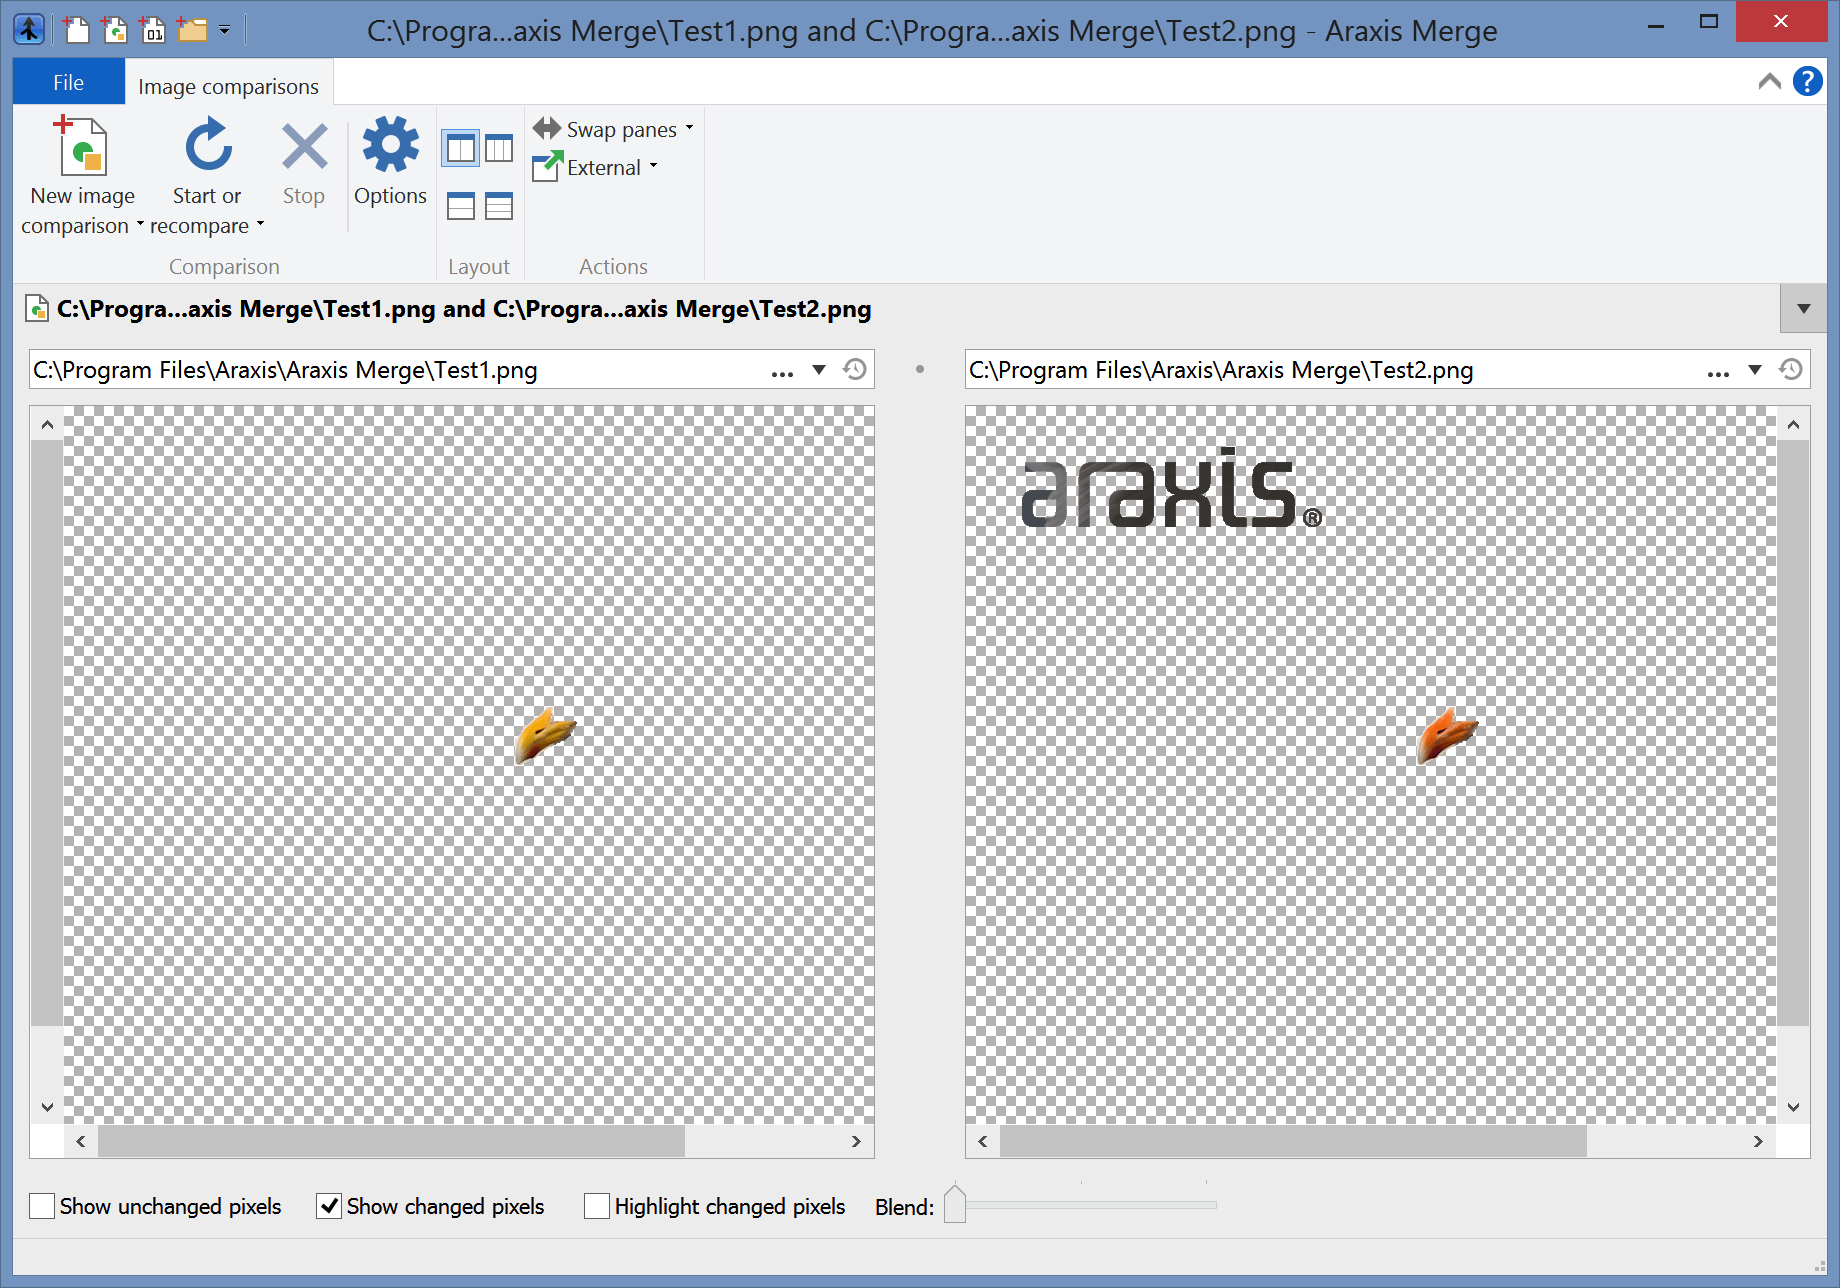 C:\Progra...axis Merge\Test1.png and C:\Progra...axis Merge\Test2.png - Araxis Merge
File
Image comparisons
New image comparison
Start or recompare
Stop
Options
Swap panes
External
Comparison
Layout
Actions
C:\Progra...axis Merge\Test1.png and C:\Progra...axis Merge\Test2.png
C:\Program Files\Araxis\Araxis Merge\Test1.png ...
C:\Program Files\Araxis\Araxis Merge\Test2.png ...
araxis®
Show unchanged pixels
Show changed pixels
Highlight changed pixels
Blend: